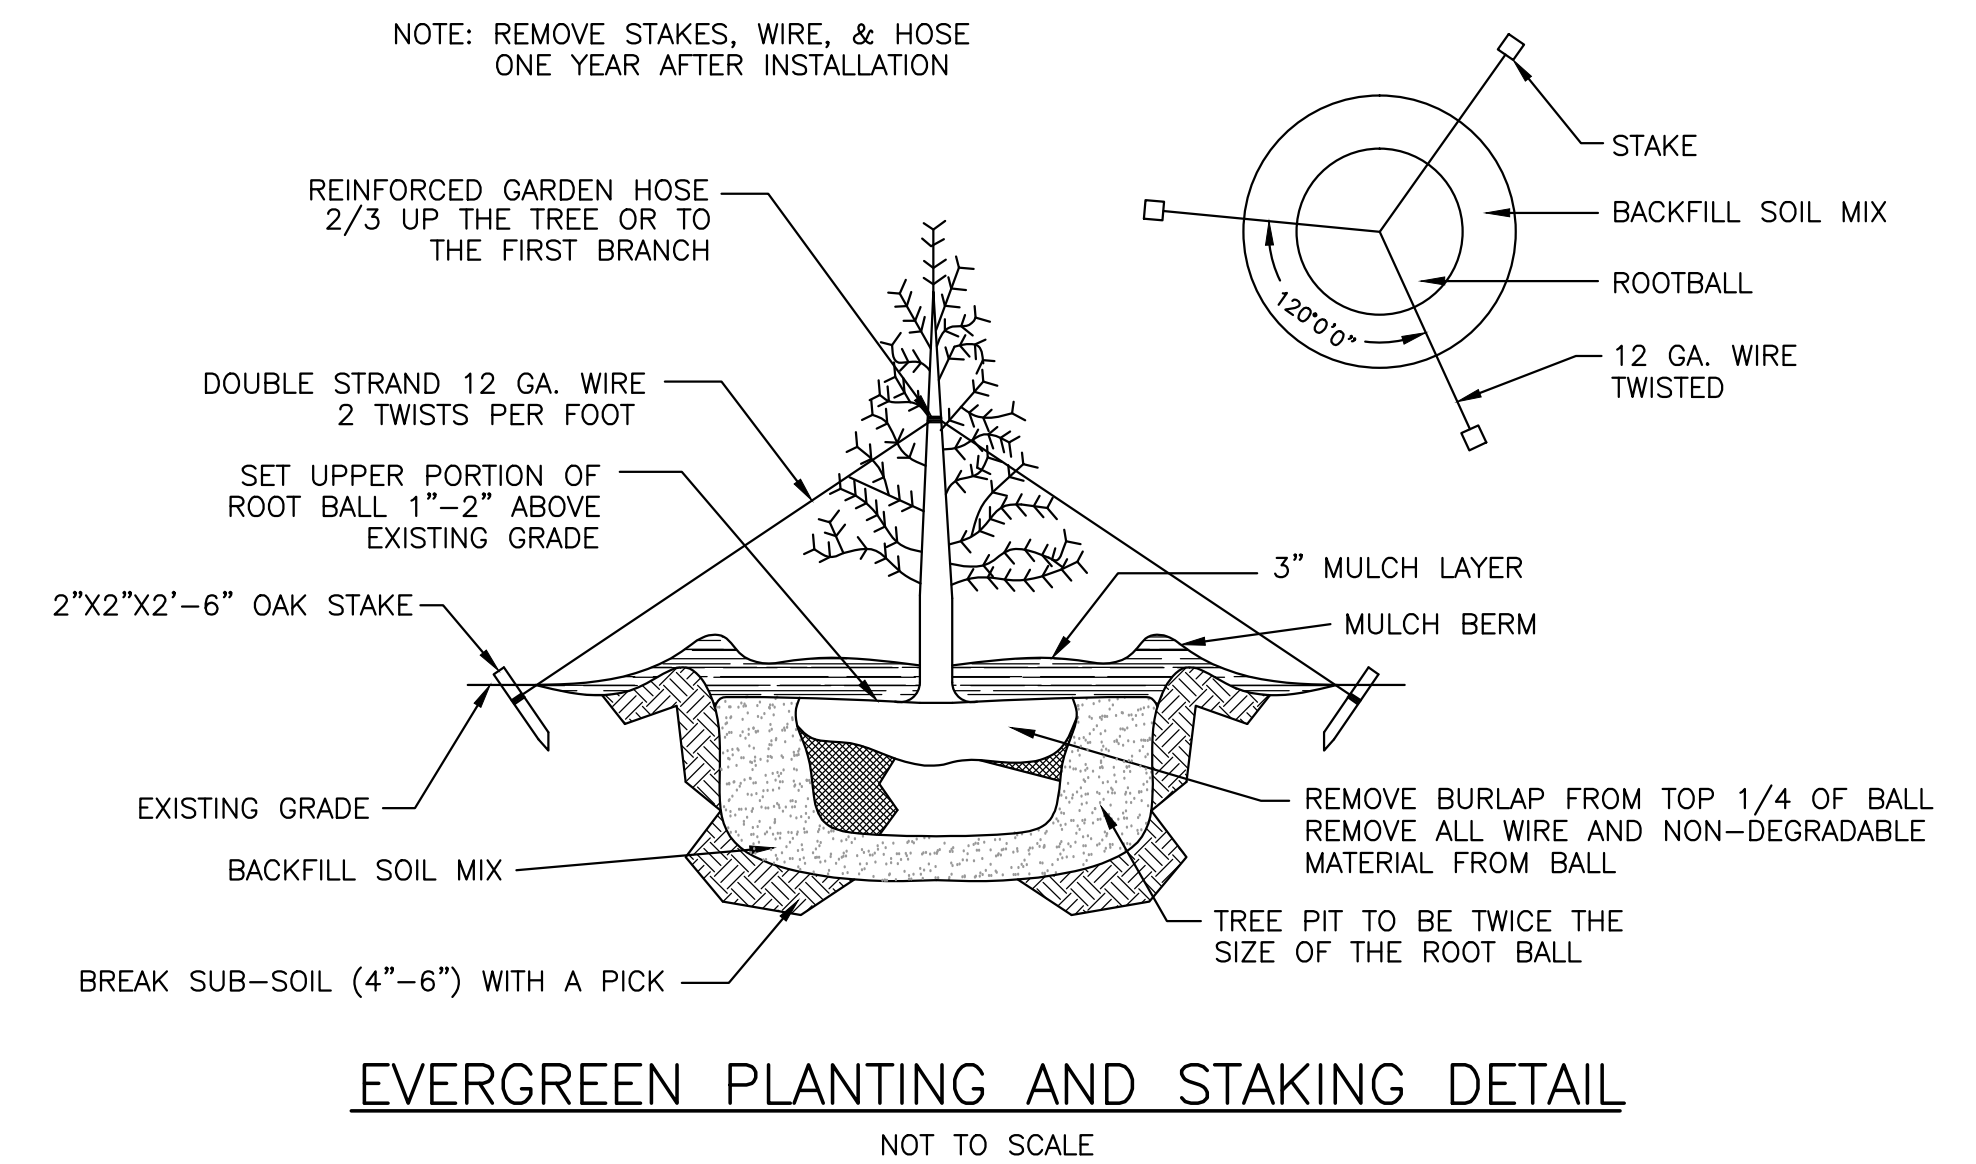 NOTE: REMOVE STAKES, WIRE, & HOSE
ONE YEAR AFTER INSTALLATION
STAKE
REINFORCED GARDEN HOSE
2/3 UP THE TREE OR TO
THE FIRST BRANCH
BACKFILL SOIL MIX
ROOTBALL
120°0'0"
12 GA. WIRE
TWISTED
DOUBLE STRAND 12 GA. WIRE
2 TWISTS PER FOOT
SET UPPER PORTION OF
ROOT BALL 1"-2" ABOVE
EXISTING GRADE
3" MULCH LAYER
2"X2"X2'-6" OAK STAKE
MULCH BERM
EXISTING GRADE
REMOVE BURLAP FROM TOP 1/4 OF BALL
REMOVE ALL WIRE AND NON-DEGRADABLE
MATERIAL FROM BALL
BACKFILL SOIL MIX
TREE PIT TO BE TWICE THE
SIZE OF THE ROOT BALL
BREAK SUB-SOIL (4"-6") WITH A PICK
EVERGREEN PLANTING AND STAKING DETAIL
NOT TO SCALE